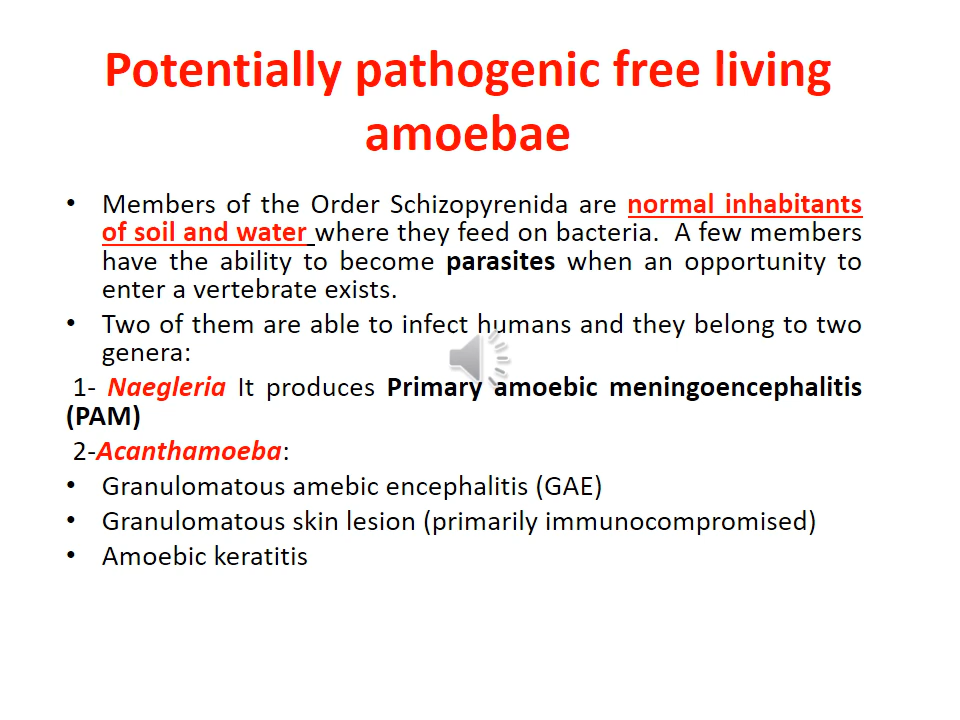 Potentially pathogenic free living
amoebae
• Members of the Order Schizopyrenida are normal inhabitants
of soil and water where they feed on bacteria. A few members
have the ability to become parasites when an opportunity to
enter a vertebrate exists.
• Two of them are able to infect humans and they belong to two
genera:
1- Naegleria It produces Primary amoebic meningoencephalitis
(PAM)
2-Acanthamoeba:
• Granulomatous amebic encephalitis (GAE)
• Granulomatous skin lesion (primarily immunocompromised)
• Amoebic keratitis